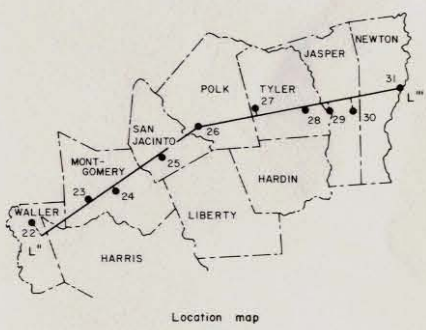 NEWTON
JASPER
31
L'''
POLK
TYLER
27
28
29
30
26
SAN
JACINTO
25
MONT-
GOMERY
23
24
HARDIN
WALLER
22
L"
LIBERTY
HARRIS
Location map